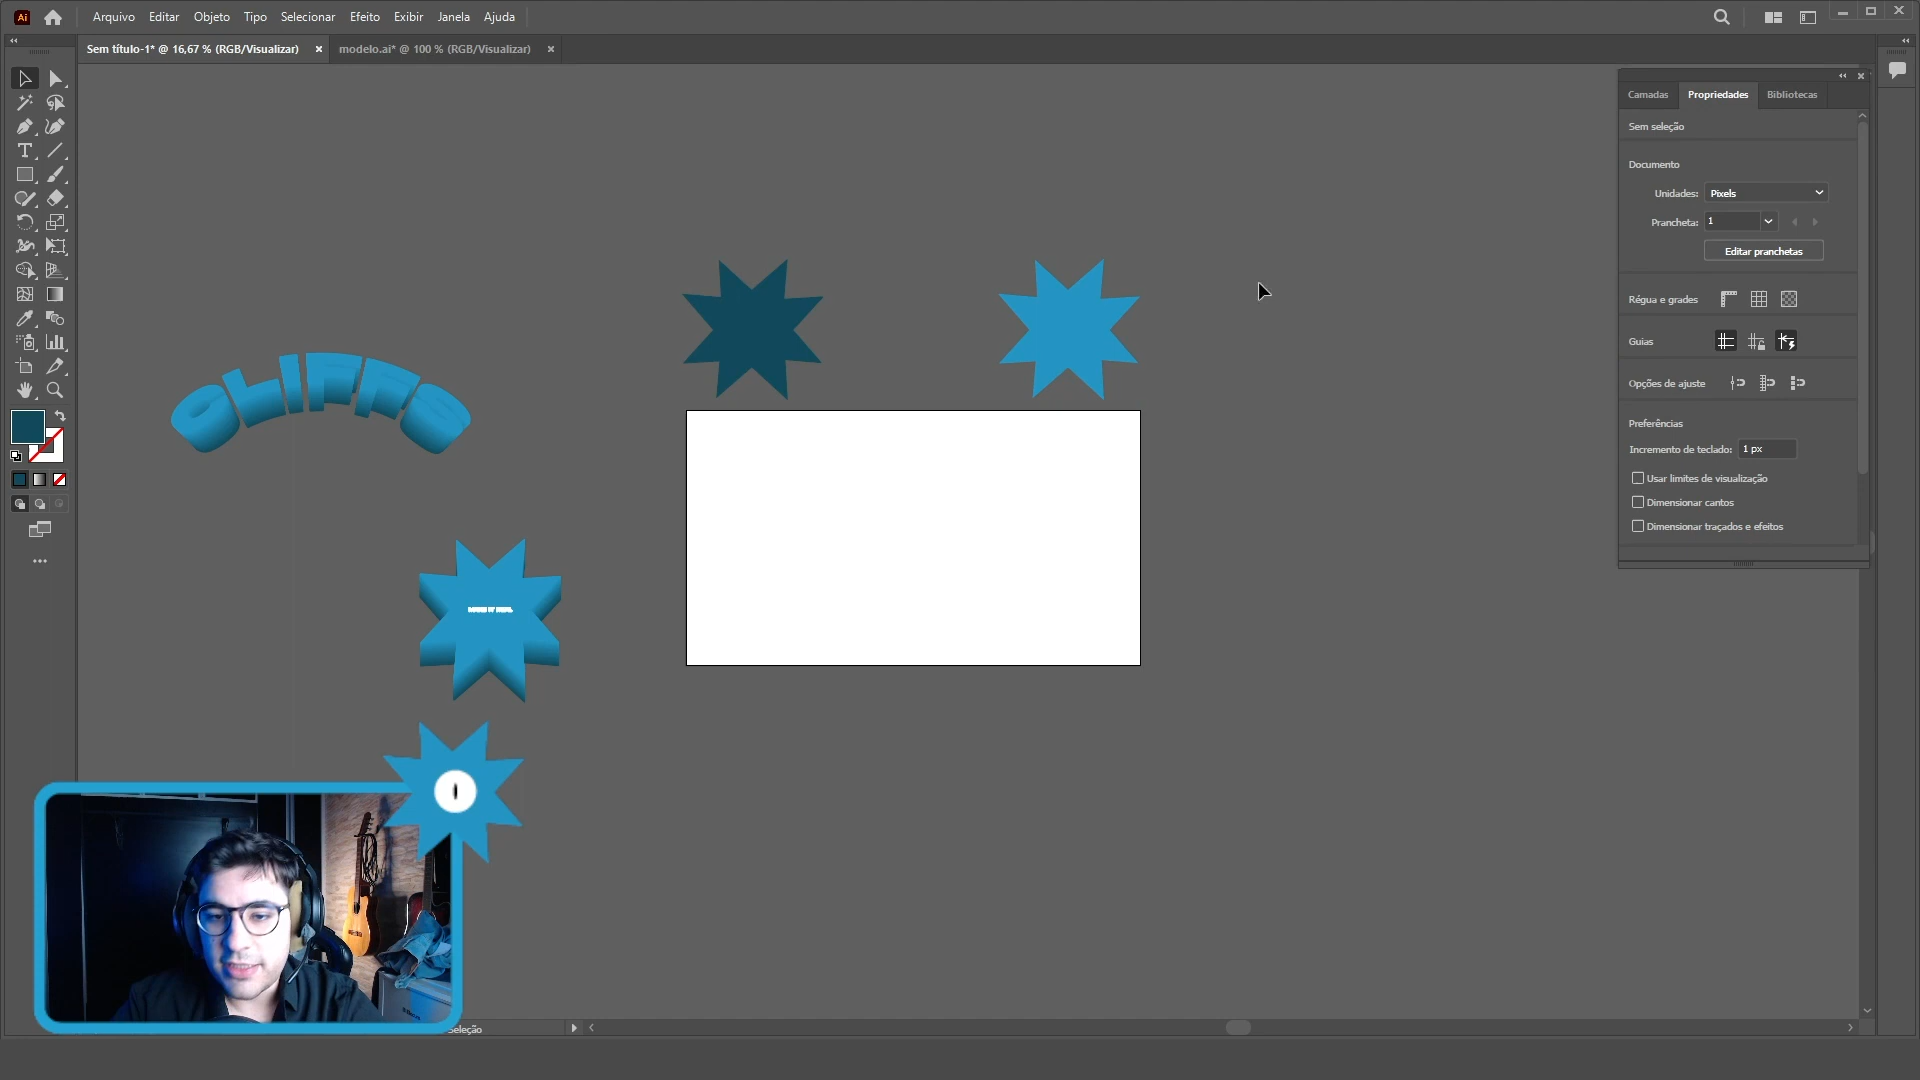 Ai
Arquivo Editar Objeto Tipo Selecionar Efeito Exibir Janela Ajuda
Sem título-1* @ 16,67 % (RGB/Visualizar)
modelo.ai* @ 100 % (RGB/Visualizar)
Camadas Propriedades Bibliotecas
Sem seleção
Documento
Unidades: Pixels
Prancheta: 1
Editar pranchetas
Régua e grades
Guias
Opções de ajuste
Preferências
Incremento de teclado: 1 px
Usar limites de visualização
Dimensionar cantos
Dimensionar traçados e efeitos
Seleção